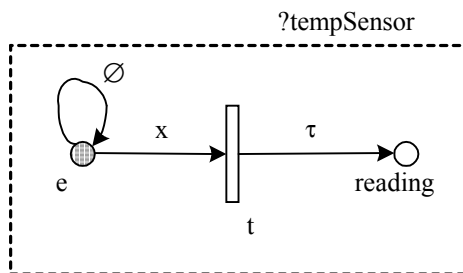 ?tempSensor
∅
x
τ
e
reading
t